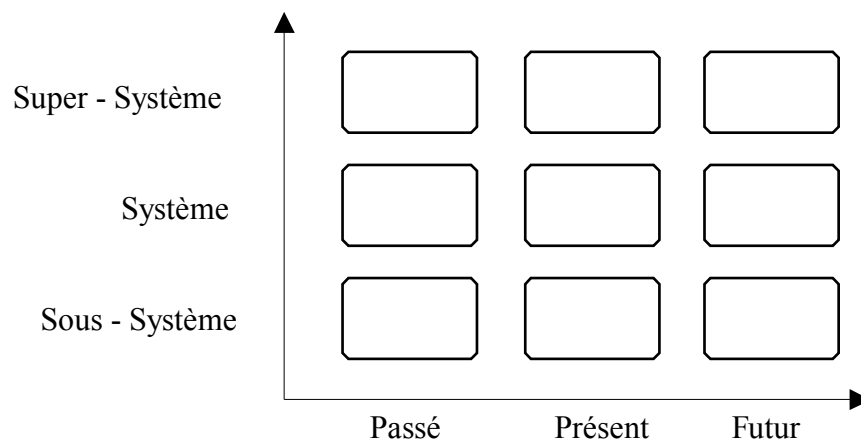 Super - Système
Système
Sous - Système
Passé Présent Futur